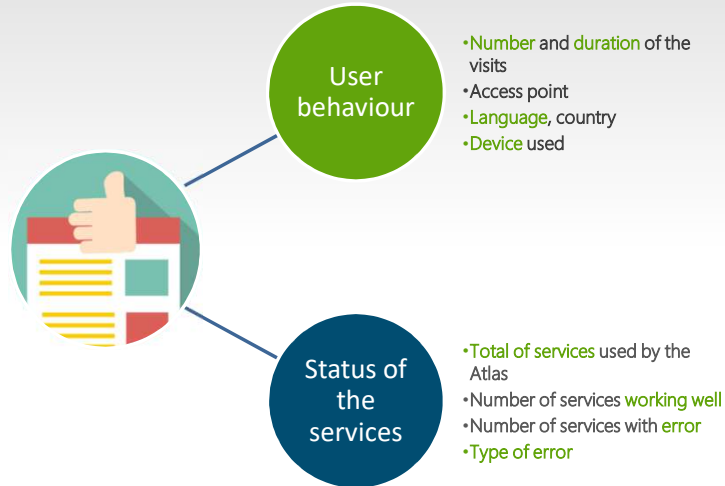 User
behaviour
•Number and duration of the
visits
•Access point
•Language, country
•Device used
Status of
the
services
•Total of services used by the
Atlas
•Number of services working well
•Number of services with error
•Type of error